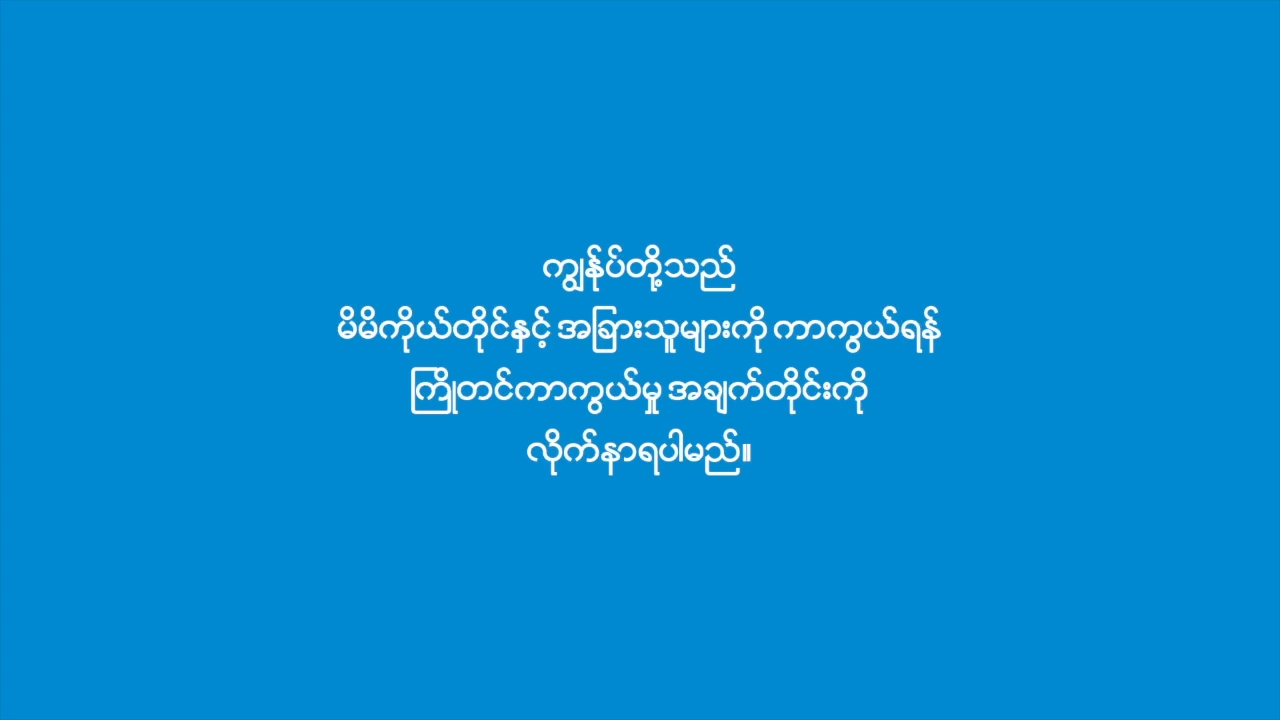 ကျွန်ုပ်တို့သည်
မိမိကိုယ်တိုင်နှင့် အခြားသူများကို ကာကွယ်ရန်
ကြိုတင်ကာကွယ်မှု အချက်တိုင်းကို
လိုက်နာရပါမည်။